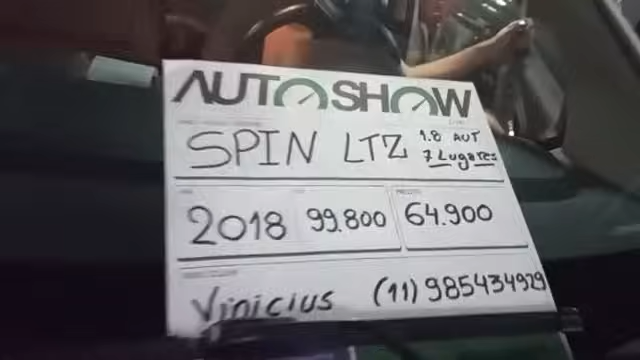 AUTOSHOW
SPIN LTZ 1.8 AUT
7 Lugares
2018 99.800 64.900
Vinicius (11) 985434929